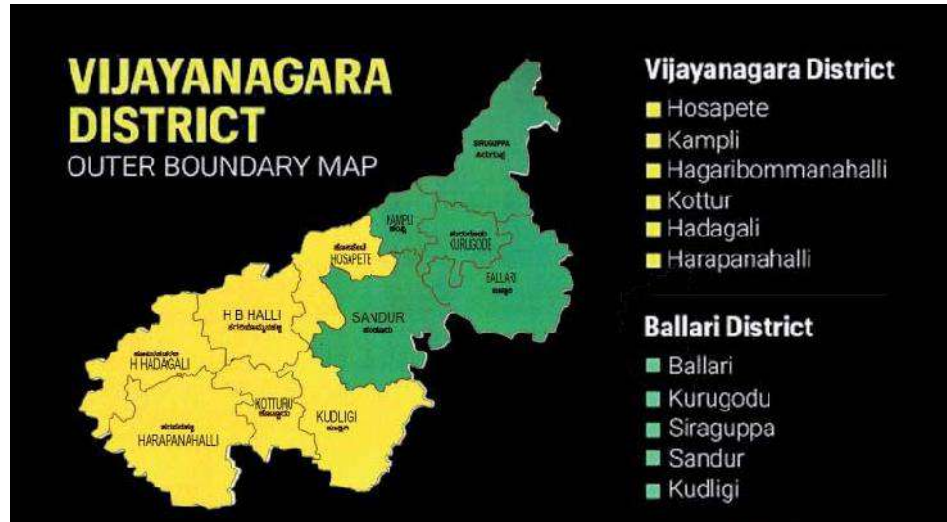 VIJAYANAGARA
DISTRICT
OUTER BOUNDARY MAP
SIRUGUPPA
KAMPLI
KURUGODE
HOSAPETE
BALLARI
H B HALLI
SANDUR
H HADAGALI
KOTTURU
KUDLIGI
HARAPANAHALLI
Vijayanagara District
Hosapete
Kampli
Hagaribommanahalli
Kottur
Hadagali
Harapanahalli
Ballari District
Ballari
Kurugodu
Siraguppa
Sandur
Kudligi